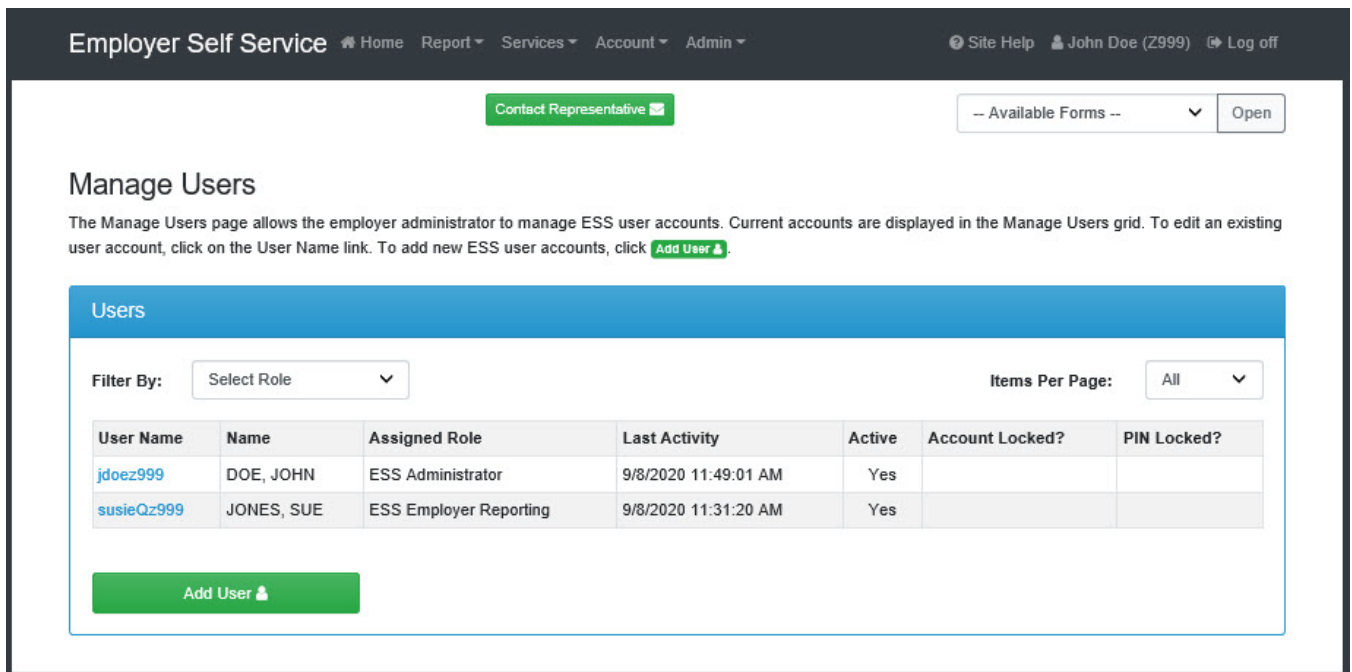 Employer Self Service Home Report Services Account Admin Site Help John Doe (Z999) Log off
Contact Representative -- Available Forms -- Open
Manage Users
The Manage Users page allows the employer administrator to manage ESS user accounts. Current accounts are displayed in the Manage Users grid. To edit an existing
user account, click on the User Name link. To add new ESS user accounts, click Add User.
Users
Filter By: Select Role Items Per Page: All
User Name Name Assigned Role Last Activity Active Account Locked? PIN Locked?
jdoez999 DOE, JOHN ESS Administrator 9/8/2020 11:49:01 AM Yes
susieQz999 JONES, SUE ESS Employer Reporting 9/8/2020 11:31:20 AM Yes
Add User